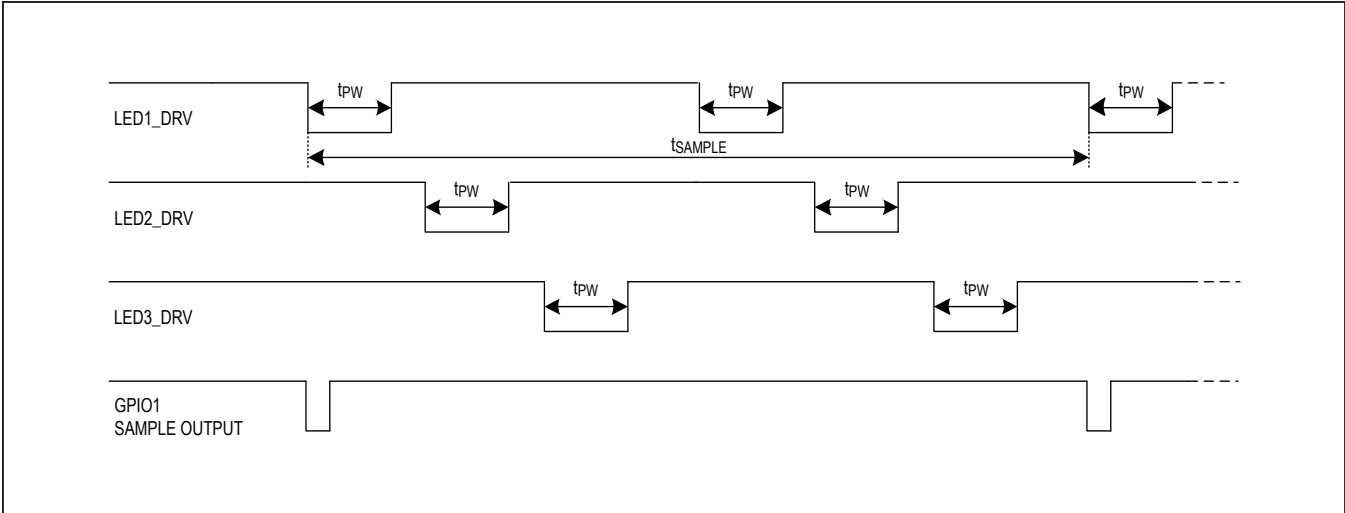 tPW tPW tPW
LED1_DRV
tSAMPLE
tPW tPW
LED2_DRV
tPW tPW
LED3_DRV
GPIO1
SAMPLE OUTPUT